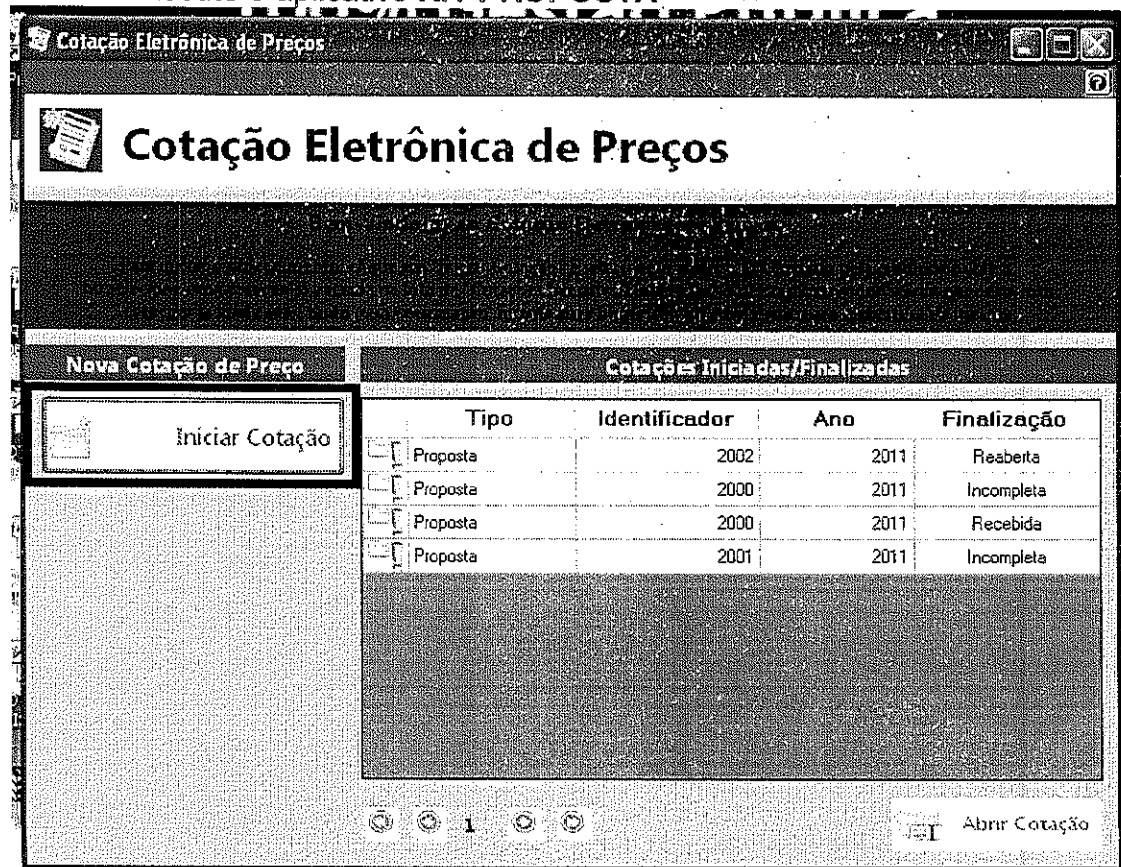 PROPOSTA
Cotação Eletrônica de Preços
Cotação Eletrônica de Preços
Nova Cotação de Preço
Iniciar Cotação
Cotações Iniciadas/Finalizadas
Tipo Identificador Ano Finalização
Proposta 2002 2011 Reaberta
Proposta 2000 2011 Incompleta
Proposta 2000 2011 Recebida
Proposta 2001 2011 Incompleta
1
Abrir Cotação